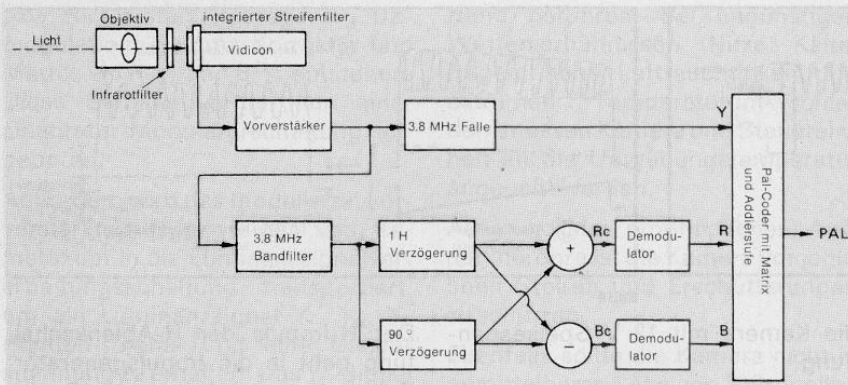 Objektiv
integrierter Streifenfilter
Licht
Vidicon
Infrarotfilter
Vorverstärker
3.8 MHz Falle
Y
3.8 MHz
Bandfilter
1 H
Verzögerung
+
Rc
Demodu-
lator
R
90°
Verzögerung
−
Bc
Demodu-
lator
B
Pal-Coder mit Matrix
und Addierstufe
PAL